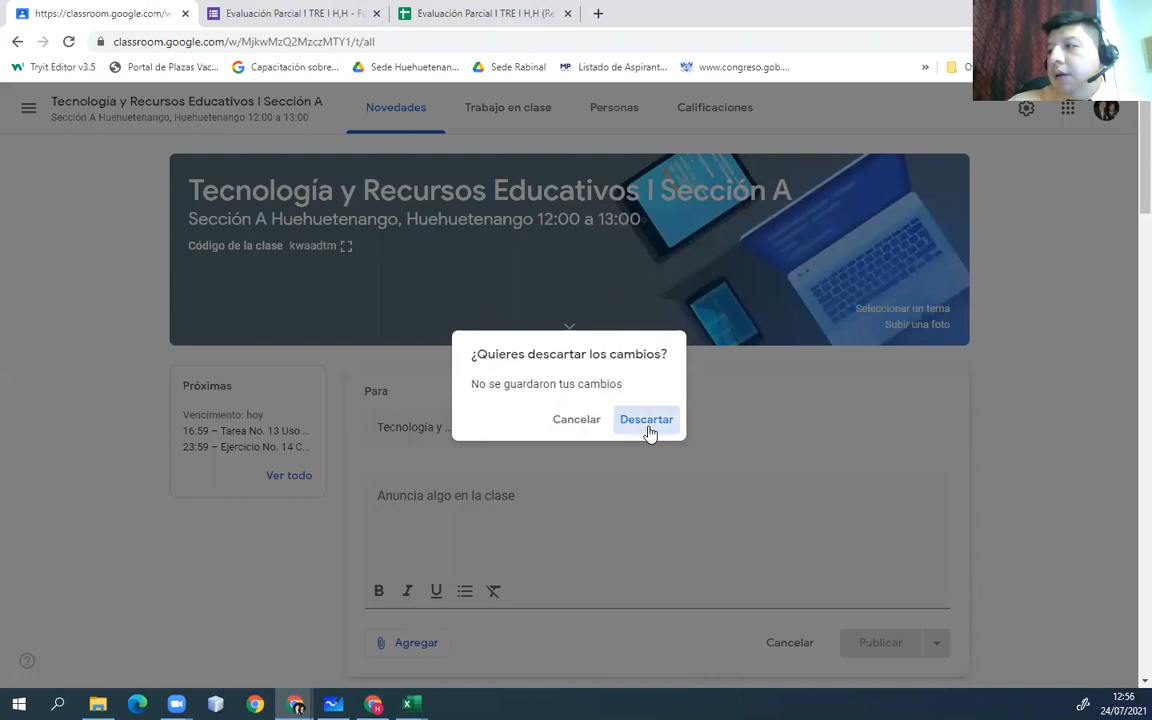 https://classroom.google.com/w
Evaluación Parcial I TRE I H,H - F
Evaluación Parcial I TRE I H,H (Re
classroom.google.com/w/MjkwMzQ2MzczMTY1/t/all
Tryit Editor v3.5
Portal de Plazas Vac...
Capacitación sobre...
Sede Huehuetenan...
Sede Rabinal
MP Listado de Aspirant...
www.congreso.gob....
»
O
Tecnología y Recursos Educativos I Sección A
Sección A Huehuetenango, Huehuetenango 12:00 a 13:00
Novedades
Trabajo en clase
Personas
Calificaciones
Tecnología y Recursos Educativos I Sección A
Sección A Huehuetenango, Huehuetenango 12:00 a 13:00
Código de la clase kwaadtm
Seleccionar un tema
Subir una foto
¿Quieres descartar los cambios?
No se guardaron tus cambios
Cancelar
Descartar
Próximas
Vencimiento: hoy
16:59 – Tarea No. 13 Uso ...
23:59 – Ejercicio No. 14 C...
Ver todo
Para
Tecnología y ...
Anuncia algo en la clase
B I U
Agregar
Cancelar
Publicar
12:56
24/07/2021